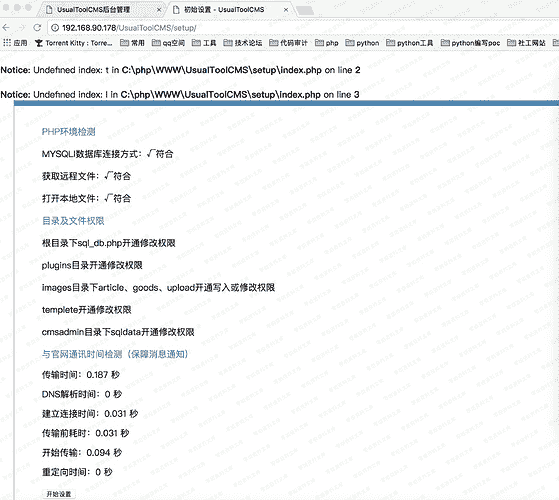 UsualToolCMS后台管理
初始设置 - UsualToolCMS
192.168.90.178/UsualToolCMS/setup/
应用 Torrent Kitty : Torren 常用 qq空间 工具 技术论坛 代码审计 php python python工具 python编写poc 社工网站
Notice: Undefined index: t in C:\php\WWW\UsualToolCMS\setup\index.php on line 2
Notice: Undefined index: l in C:\php\WWW\UsualToolCMS\setup\index.php on line 3
PHP环境检测
MYSQLI数据库连接方式：√符合
获取远程文件：√符合
打开本地文件：√符合
目录及文件权限
根目录下sql_db.php开通修改权限
plugins目录开通修改权限
images目录下article、goods、upload开通写入或修改权限
templete开通修改权限
cmsadmin目录下sqldata开通修改权限
与官网通讯时间检测（保障消息通知）
传输时间：0.187 秒
DNS解析时间：0 秒
建立连接时间：0.031 秒
传输前耗时：0.031 秒
开始传输：0.094 秒
重定向时间：0 秒
开始设置